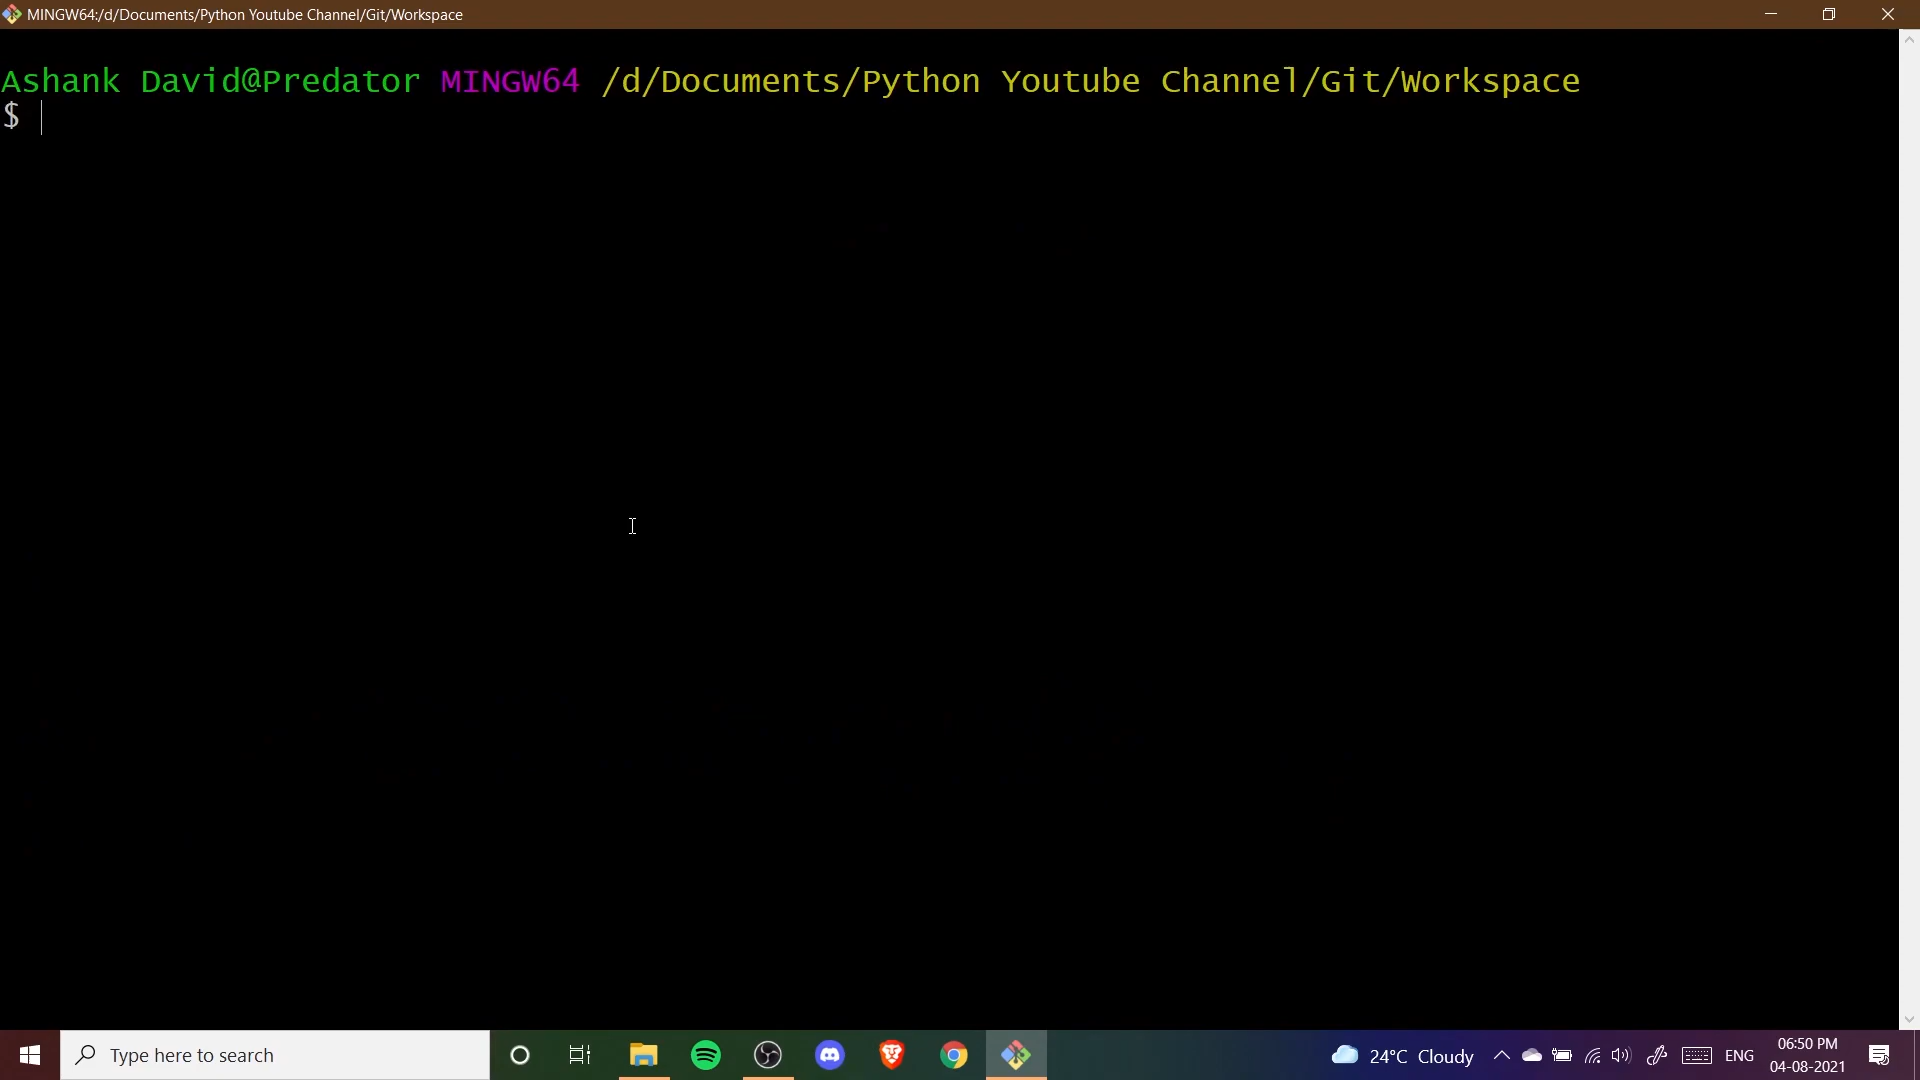 MINGW64:/d/Documents/Python Youtube Channel/Git/Workspace
Ashank David@Predator MINGW64 /d/Documents/Python Youtube Channel/Git/Workspace
$
Type here to search
24°C Cloudy
ENG
06:50 PM
04-08-2021